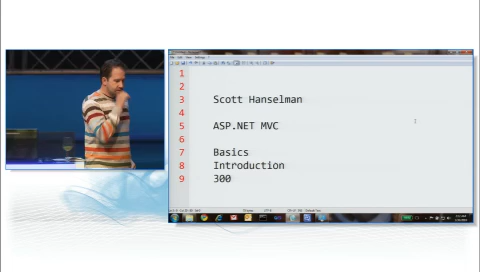 1
2
3 Scott Hanselman
4
5 ASP.NET MVC
6
7 Basics
8 Introduction
9 300